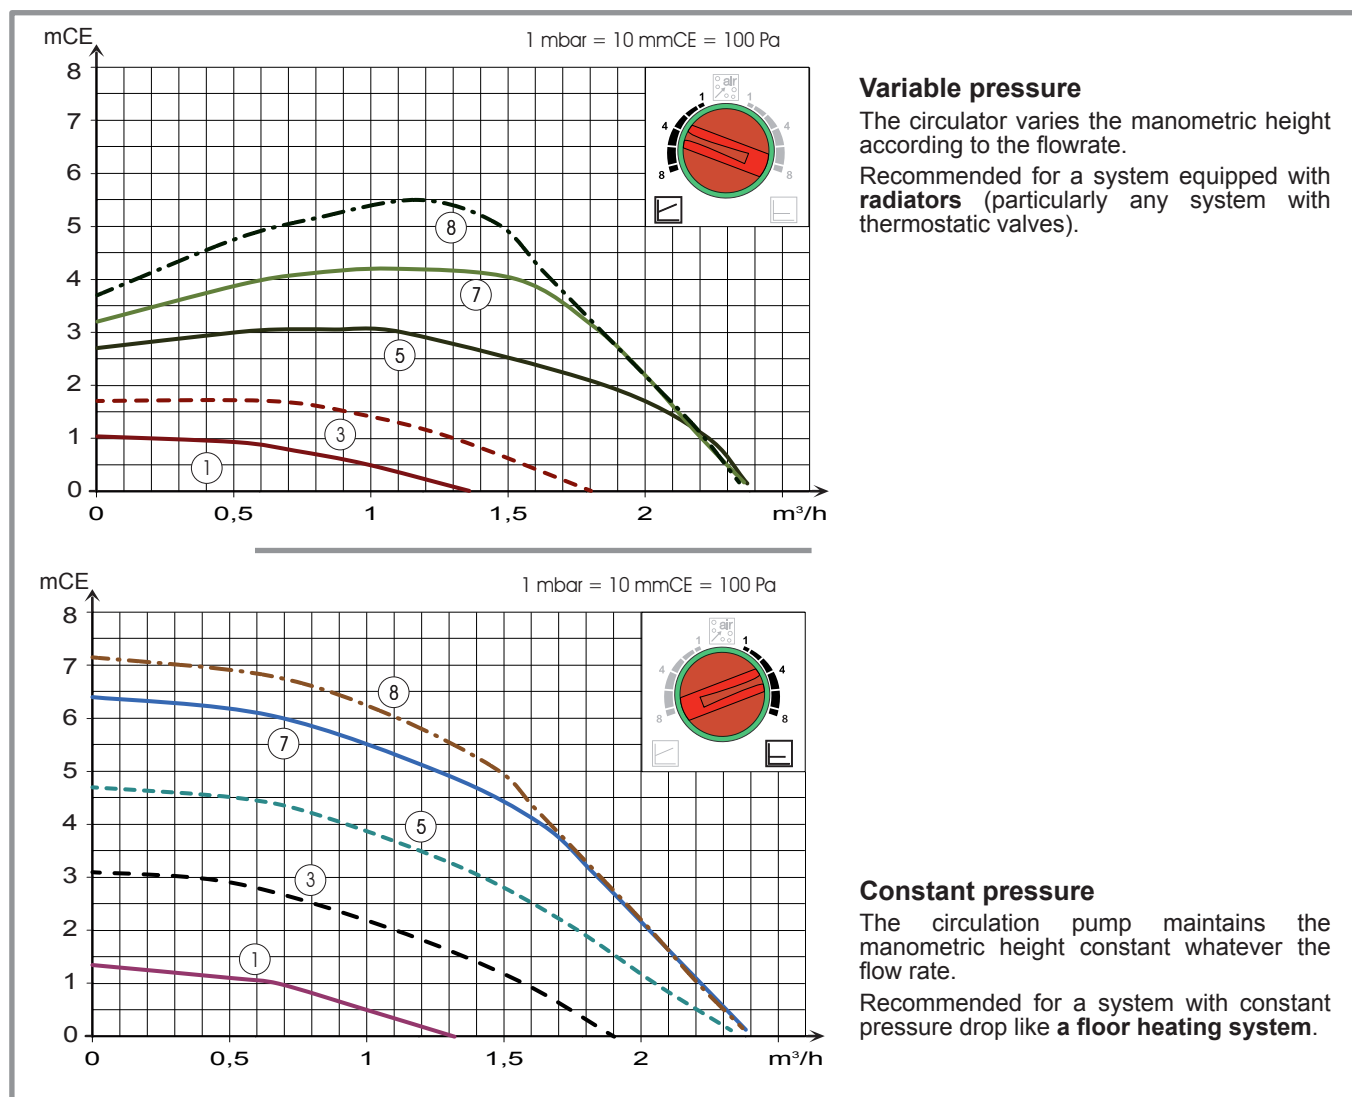 mCE
1 mbar = 10 mmCE = 100 Pa
8
7
6
5
4
3
2
1
0
0
0,5
1
1,5
2
m³/h
8
7
5
3
1
air
1
1
4
4
8
8
Variable pressure
The circulator varies the manometric height
according to the flowrate.
Recommended for a system equipped with
radiators (particularly any system with
thermostatic valves).
mCE
1 mbar = 10 mmCE = 100 Pa
8
7
6
5
4
3
2
1
0
0
0,5
1
1,5
2
m³/h
8
7
5
3
1
air
1
1
4
4
8
8
Constant pressure
The circulation pump maintains the
manometric height constant whatever the
flow rate.
Recommended for a system with constant
pressure drop like a floor heating system.